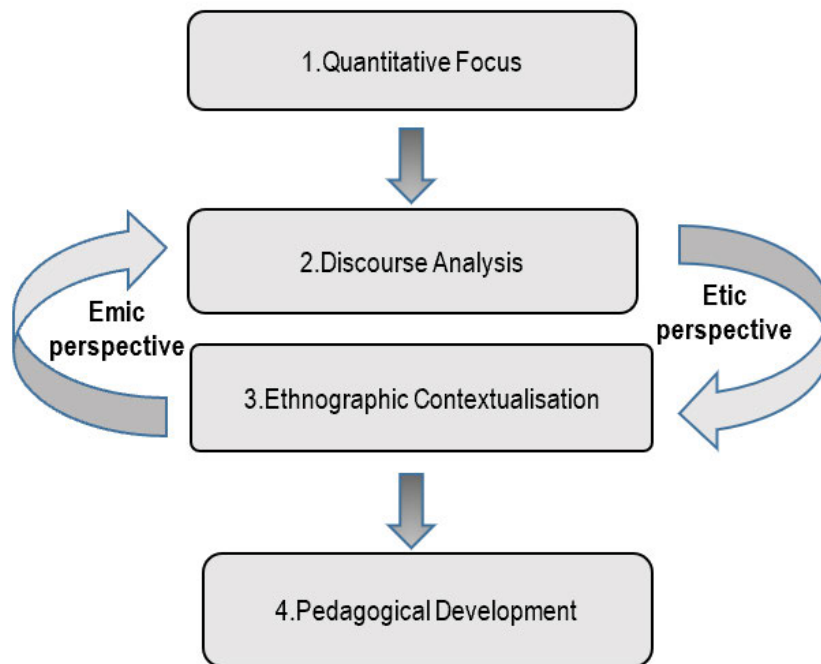 1.Quantitative Focus
2.Discourse Analysis
Emic
perspective
Etic
perspective
3.Ethnographic Contextualisation
4.Pedagogical Development